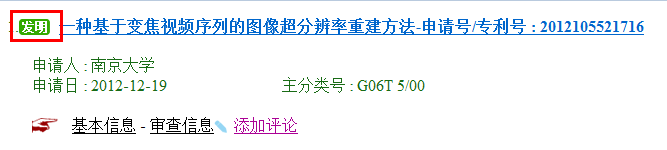 发明 一种基于变焦视频序列的图像超分辨率重建方法-申请号/专利号 : 2012105521716
申请人 : 南京大学
申请日 : 2012-12-19 主分类号 : G06T 5/00
基本信息 - 审查信息 添加评论